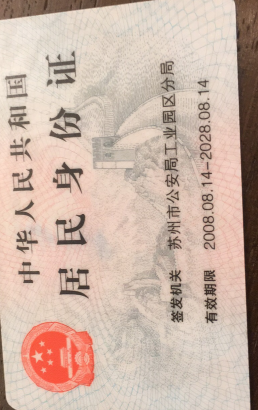 中华人民共和国
居民身份证
签发机关 苏州市公安局工业园区分局
有效期限 2008.08.14-2028.08.14